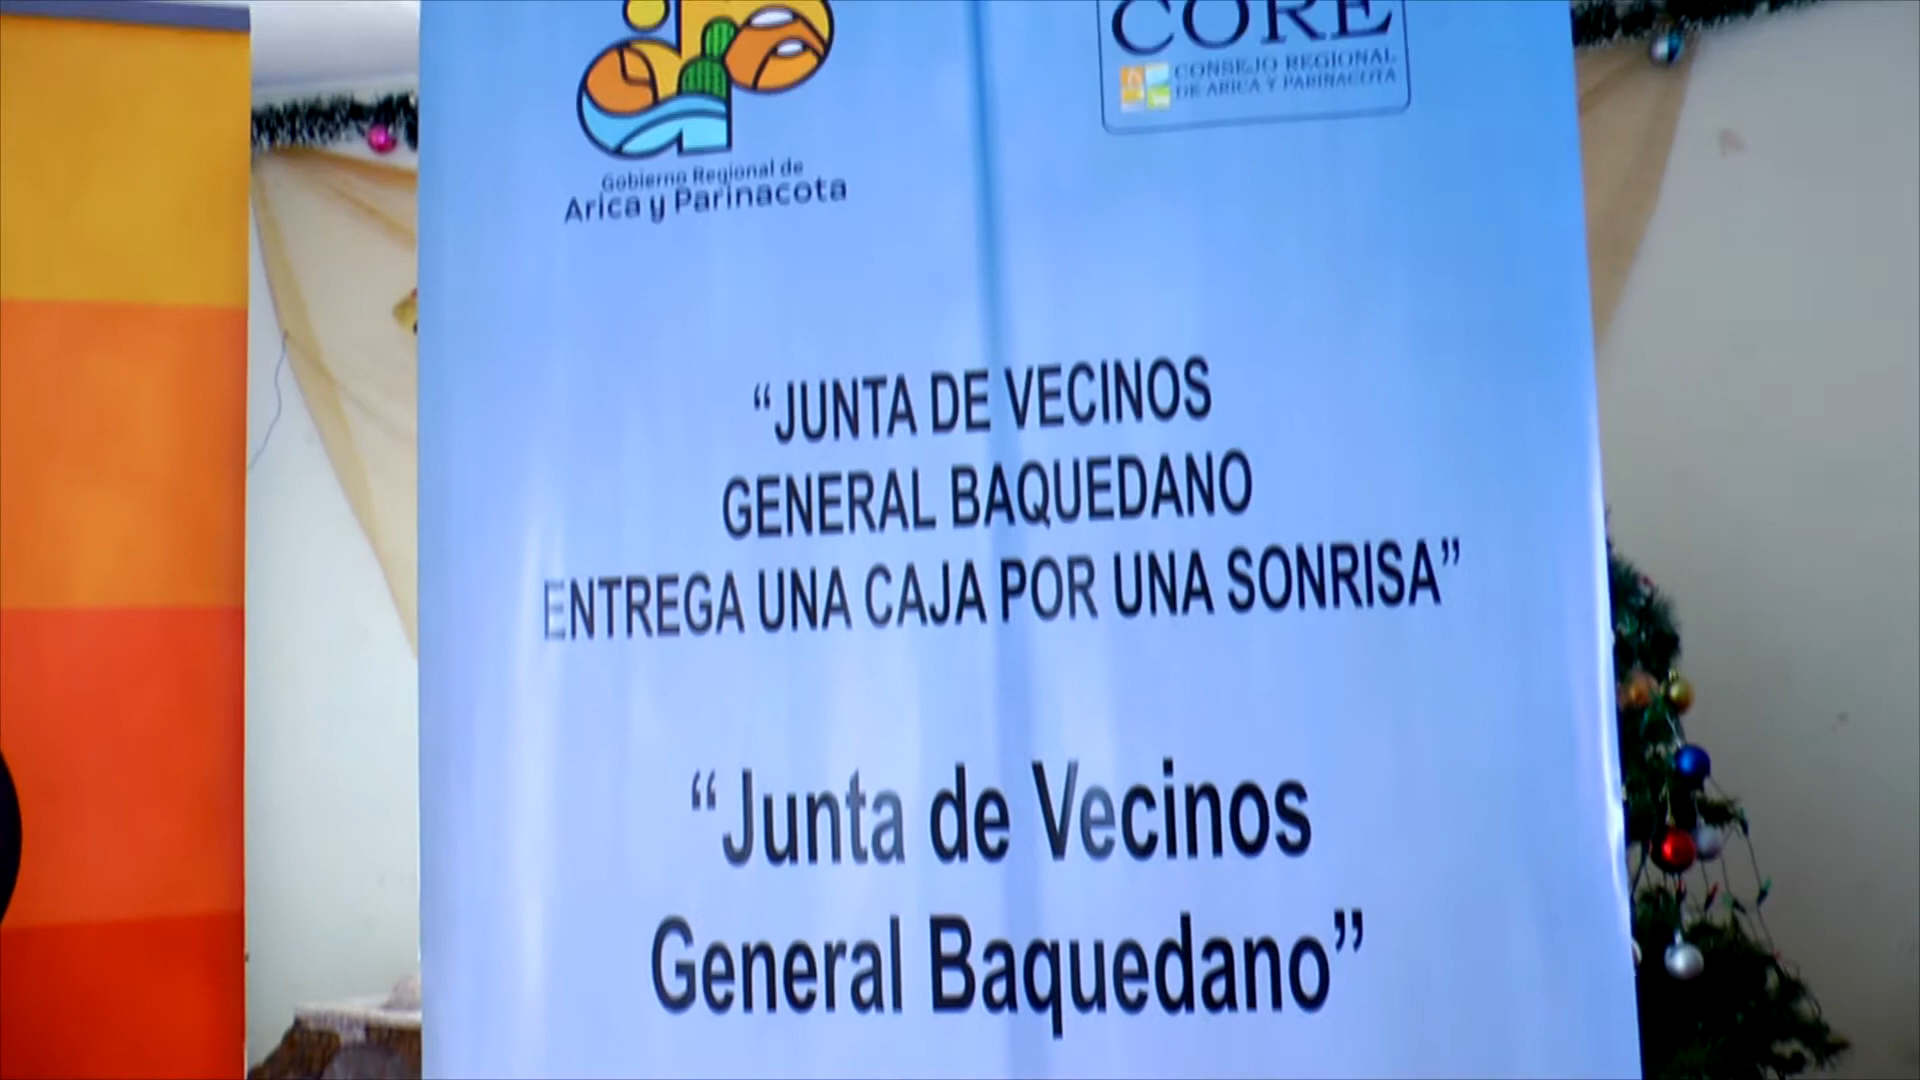 CORE
CONSEJO REGIONAL
DE ARICA Y PARINACOTA
Gobierno Regional de
Arica y Parinacota
“JUNTA DE VECINOS
GENERAL BAQUEDANO
ENTREGA UNA CAJA POR UNA SONRISA”
“Junta de Vecinos
General Baquedano”